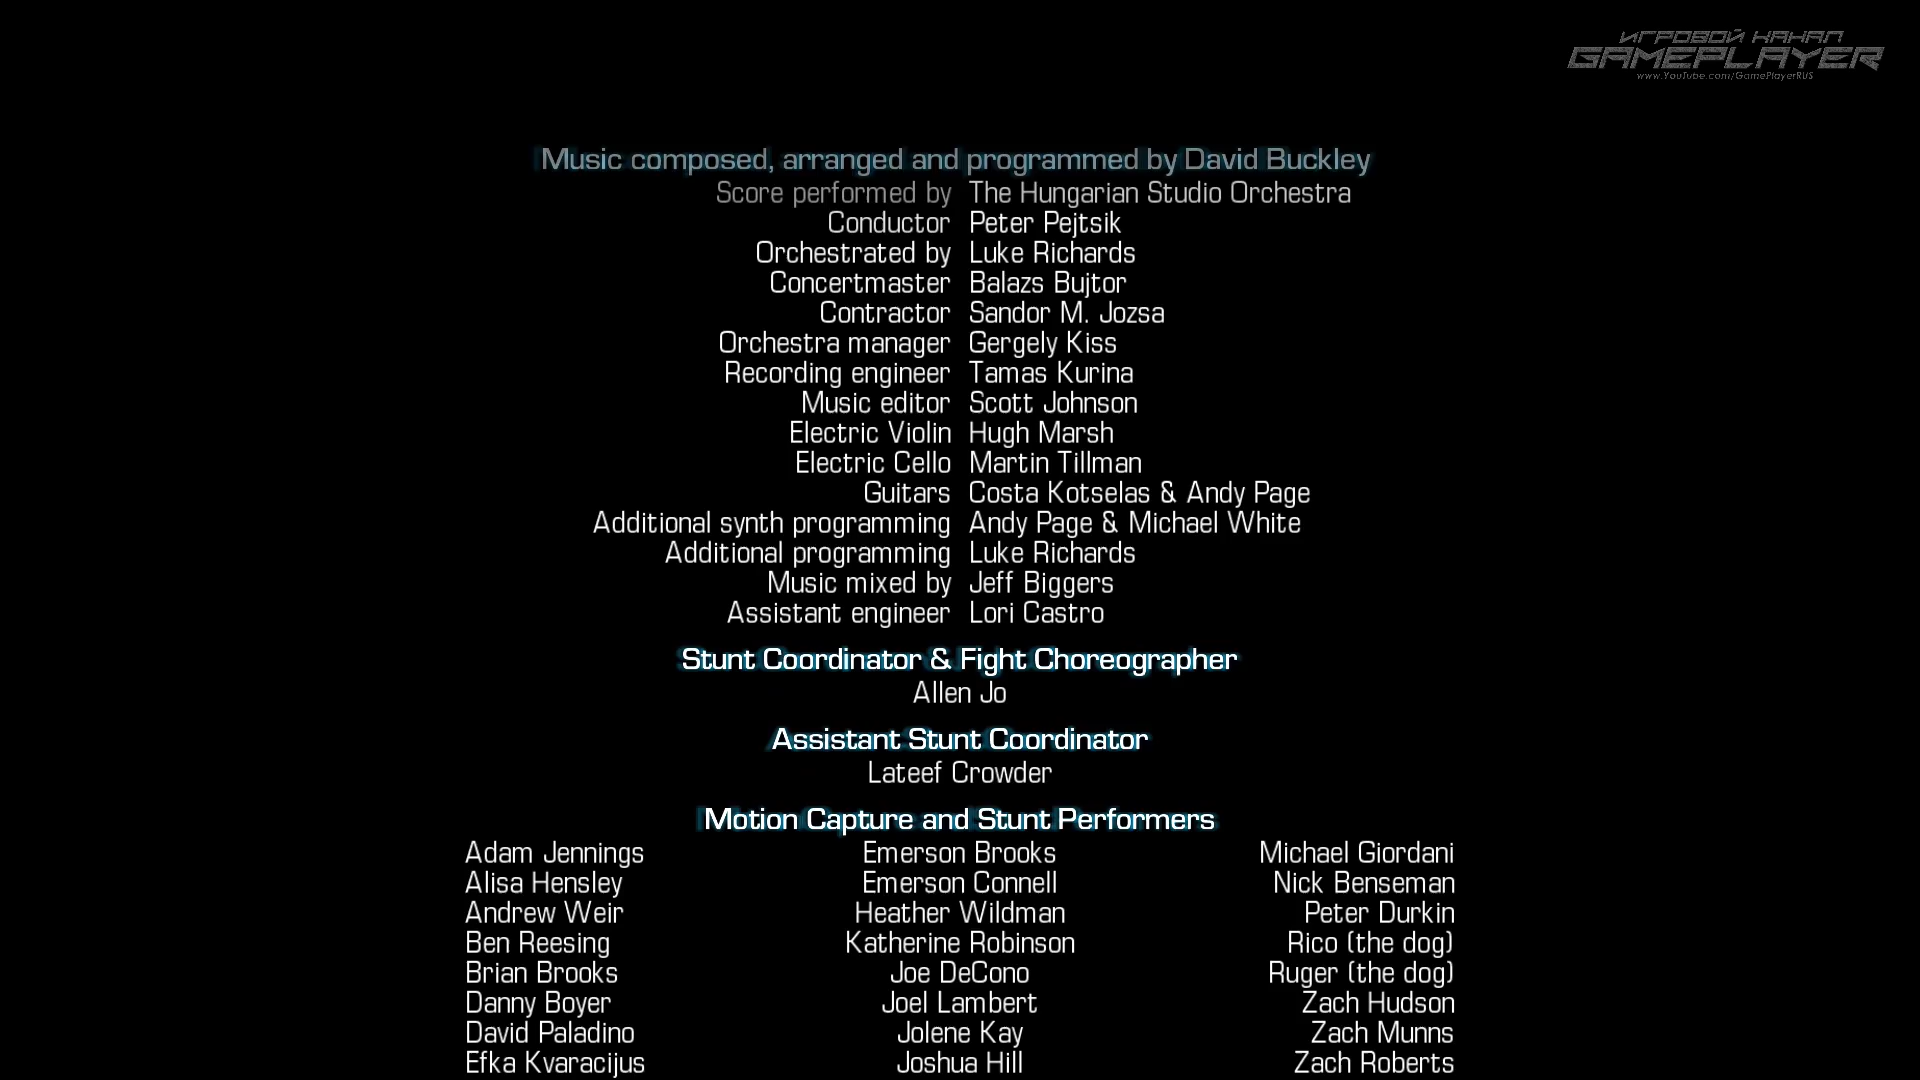 ИГРОВОЙ КАНАЛ
GAMEPLAYER
www.YouTube.com/GamePlayerRUS
Music composed, arranged and programmed by David Buckley
Score performed by The Hungarian Studio Orchestra
Conductor Peter Pejtsik
Orchestrated by Luke Richards
Concertmaster Balazs Bujtor
Contractor Sandor M. Jozsa
Orchestra manager Gergely Kiss
Recording engineer Tamas Kurina
Music editor Scott Johnson
Electric Violin Hugh Marsh
Electric Cello Martin Tillman
Guitars Costa Kotselas & Andy Page
Additional synth programming Andy Page & Michael White
Additional programming Luke Richards
Music mixed by Jeff Biggers
Assistant engineer Lori Castro
Stunt Coordinator & Fight Choreographer
Allen Jo
Assistant Stunt Coordinator
Lateef Crowder
Motion Capture and Stunt Performers
Adam Jennings Emerson Brooks Michael Giordani
Alisa Hensley Emerson Connell Nick Benseman
Andrew Weir Heather Wildman Peter Durkin
Ben Reesing Katherine Robinson Rico (the dog)
Brian Brooks Joe DeCono Ruger (the dog)
Danny Boyer Joel Lambert Zach Hudson
David Paladino Jolene Kay Zach Munns
Efka Kvaracijus Joshua Hill Zach Roberts